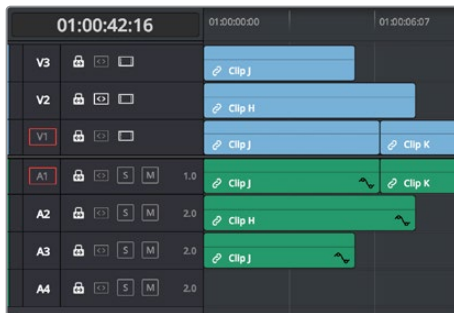 01:00:42:16 01:00:00:00 01:00:06:07
V3 Clip J
V2 Clip H
V1 Clip J Clip K
A1 S M 1.0 Clip J Clip K
A2 S M 2.0 Clip H
A3 S M 2.0 Clip J
A4 S M 2.0